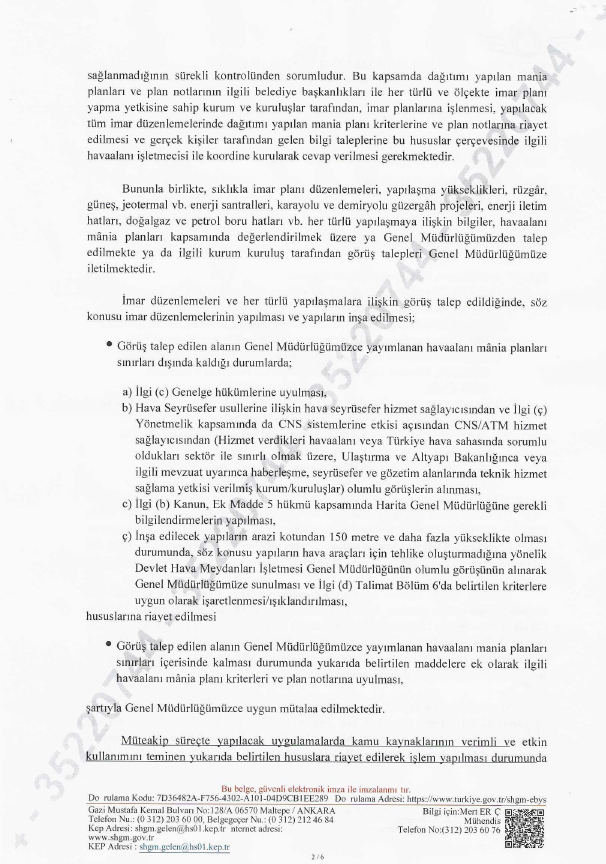 sağlanmadığının sürekli kontrolünden sorumludur. Bu kapsamda dağıtımı yapılan mania
planları ve plan notlarının ilgili belediye başkanlıkları ile her türlü ve ölçekte imar planı
yapma yetkisine sahip kurum ve kuruluşlar tarafından, imar planlarına işlenmesi, yapılacak
tüm imar düzenlemelerinde dağıtımı yapılan mania planı kriterlerine ve plan notlarına riayet
edilmesi ve gerçek kişiler tarafından gelen bilgi taleplerine bu hususlar çerçevesinde ilgili
havaalanı işletmecisi ile koordine kurularak cevap verilmesi gerekmektedir.
Bununla birlikte, sıklıkla imar planı düzenlemeleri, yapılaşma yükseklikleri, rüzgâr,
güneş, jeotermal vb. enerji santralleri, karayolu ve demiryolu güzergâh projeleri, enerji iletim
hatları, doğalgaz ve petrol boru hatları vb. her türlü yapılaşmaya ilişkin bilgiler, havaalanı
mânia planları kapsamında değerlendirilmek üzere ya Genel Müdürlüğümüzden talep
edilmekte ya da ilgili kurum kuruluş tarafından görüş talepleri Genel Müdürlüğümüze
iletilmektedir.
İmar düzenlemeleri ve her türlü yapılaşmalara ilişkin görüş talep edildiğinde, söz
konusu imar düzenlemelerinin yapılması ve yapıların inşa edilmesi;
• Görüş talep edilen alanın Genel Müdürlüğümüzce yayımlanan havaalanı mânia planları
sınırları dışında kaldığı durumlarda;
a) İlgi (c) Genelge hükümlerine uyulması,
b) Hava Seyrüsefer usullerine ilişkin hava seyrüsefer hizmet sağlayıcısından ve İlgi (ç)
Yönetmelik kapsamında da CNS sistemlerine etkisi açısından CNS/ATM hizmet
sağlayıcısından (Hizmet verdikleri havaalanı veya Türkiye hava sahasında sorumlu
oldukları sektör ile sınırlı olmak üzere, Ulaştırma ve Altyapı Bakanlığınca veya
ilgili mevzuat uyarınca haberleşme, seyrüsefer ve gözetim alanlarında teknik hizmet
sağlama yetkisi verilmiş kurum/kuruluşlar) olumlu görüşlerin alınması,
c) İlgi (b) Kanun, Ek Madde 5 hükmü kapsamında Harita Genel Müdürlüğüne gerekli
bilgilendirmelerin yapılması,
ç) İnşa edilecek yapıların arazi kotundan 150 metre ve daha fazla yükseklikte olması
durumunda, söz konusu yapıların hava araçları için tehlike oluşturmadığına yönelik
Devlet Hava Meydanları İşletmesi Genel Müdürlüğünün olumlu görüşünün alınarak
Genel Müdürlüğümüze sunulması ve İlgi (d) Talimat Bölüm 6'da belirtilen kriterlere
uygun olarak işaretlenmesi/ışıklandırılması,
hususlarına riayet edilmesi
• Görüş talep edilen alanın Genel Müdürlüğümüzce yayımlanan havaalanı mania planları
sınırları içerisinde kalması durumunda yukarıda belirtilen maddelere ek olarak ilgili
havaalanı mânia planı kriterleri ve plan notlarına uyulması,
şartıyla Genel Müdürlüğümüzce uygun mütalaa edilmektedir.
Müteakip süreçte yapılacak uygulamalarda kamu kaynaklarının verimli ve etkin
kullanımını teminen yukarıda belirtilen hususlara riayet edilerek işlem yapılması durumunda
Bu belge, güvenli elektronik imza ile imzalanmı tır.
Do rulama Kodu: 7D36482A-F756-4302-A101-04D9CB1EE289 Do rulama Adresi: https://www.turkiye.gov.tr/shgm-ebys
Gazi Mustafa Kemal Bulvarı No:128/A 06570 Maltepe / ANKARA
Telefon Nu.: (0 312) 203 60 00, Belgegeçer Nu.: (0 312) 212 46 84
Kep Adresi: shgm.gelen@hs01.kep.tr nternet adresi:
www.shgm.gov.tr
KEP Adresi : shgm.gelen@hs01.kep.tr
Bilgi için:Mert ER Ç
Mühendis
Telefon No:(312) 203 60 76
2 / 6
35220744 - 35220744 - 35220744 - 35220744